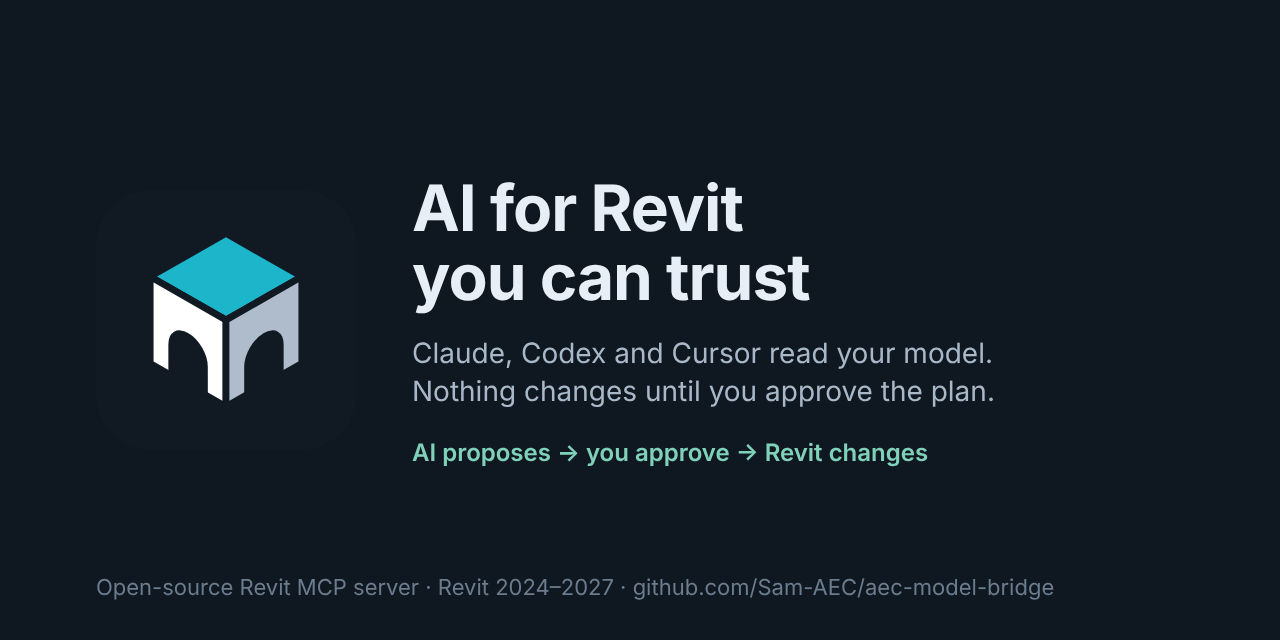 AI for Revit
you can trust
Claude, Codex and Cursor read your model.
Nothing changes until you approve the plan.
AI proposes → you approve → Revit changes
Open-source Revit MCP server · Revit 2024–2027 · github.com/Sam-AEC/aec-model-bridge